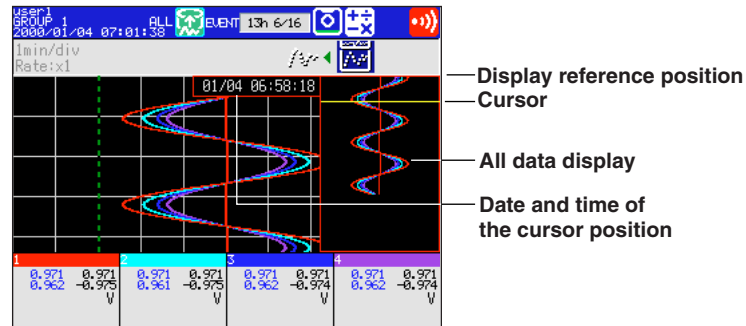 user1
GROUP 1 ALL EVENT 13h 6/16
2000/01/04 07:01:38
1min/div
Rate:x1
01/04 06:58:18
Display reference position
Cursor
All data display
Date and time of
the cursor position
1 2 3 4
0.971 0.971 0.971 0.971 0.971 0.971 0.971 0.971
0.962 -0.975 0.961 -0.975 0.962 -0.974 0.962 -0.974
V V V V